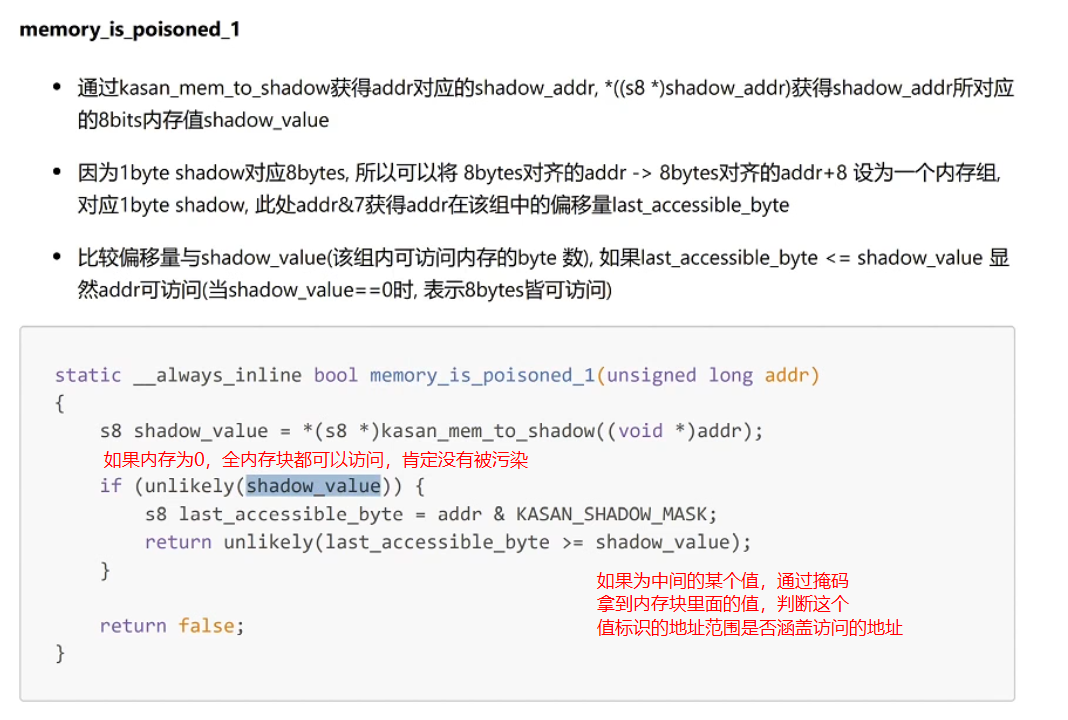 memory_is_poisoned_1
通过kasan_mem_to_shadow获得addr对应的shadow_addr, *((s8 *)shadow_addr)获得shadow_addr所对应
的8bits内存值shadow_value
因为1byte shadow对应8bytes, 所以可以将 8bytes对齐的addr -> 8bytes对齐的addr+8 设为一个内存组,
对应1byte shadow, 此处addr&7获得addr在该组中的偏移量last_accessible_byte
比较偏移量与shadow_value(该组内可访问内存的byte 数), 如果last_accessible_byte <= shadow_value 显
然addr可访问(当shadow_value==0时, 表示8bytes皆可访问)
static __always_inline bool memory_is_poisoned_1(unsigned long addr)
{
s8 shadow_value = *(s8 *)kasan_mem_to_shadow((void *)addr);
如果内存为0，全内存块都可以访问，肯定没有被污染
if (unlikely(shadow_value)) {
s8 last_accessible_byte = addr & KASAN_SHADOW_MASK;
return unlikely(last_accessible_byte >= shadow_value);
}
如果为中间的某个值，通过掩码
拿到内存块里面的值，判断这个
值标识的地址范围是否涵盖访问的地址
return false;
}